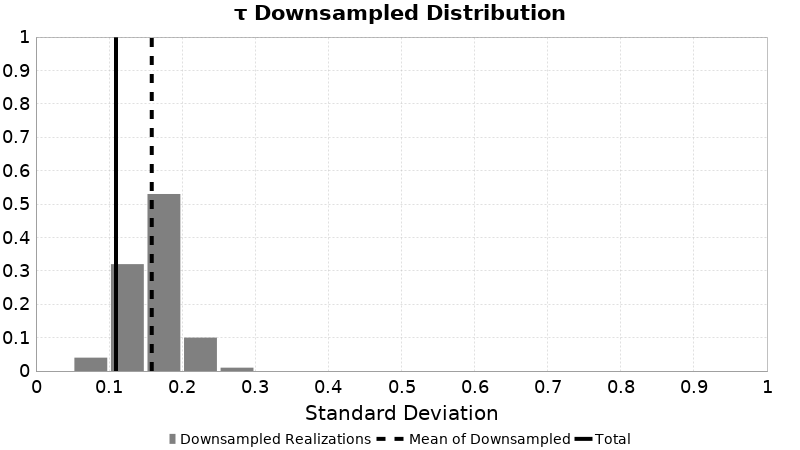 τ Downsampled Distribution
1
0.9
0.8
0.7
0.6
0.5
0.4
0.3
0.2
0.1
0
0 0.1 0.2 0.3 0.4 0.5 0.6 0.7 0.8 0.9 1
Standard Deviation
Downsampled Realizations Mean of Downsampled Total